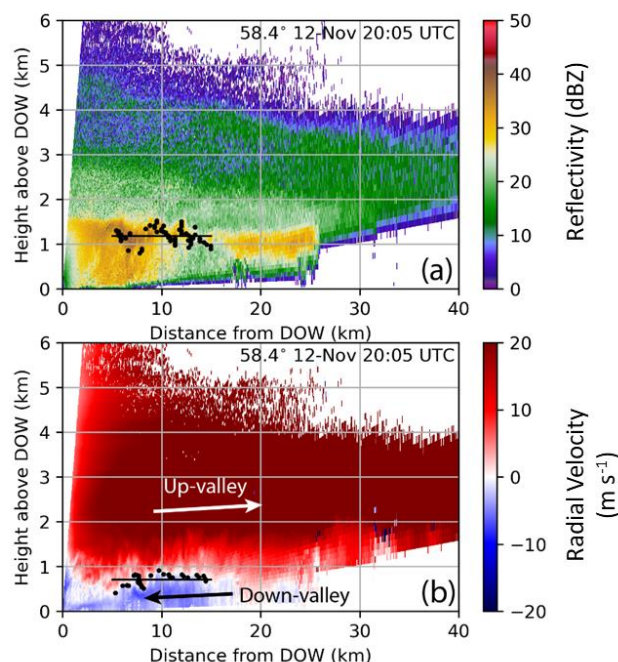 58.4° 12-Nov 20:05 UTC
Height above DOW (km)
6
5
4
3
2
1
0
0 10 20 30 40
Distance from DOW (km)
(a)
50
40
30
20
10
0
Reflectivity (dBZ)
58.4° 12-Nov 20:05 UTC
Height above DOW (km)
6
5
4
3
2
1
0
Up-valley
Down-valley
(b)
0 10 20 30 40
Distance from DOW (km)
20
10
0
−10
−20
Radial Velocity
(m s⁻¹)